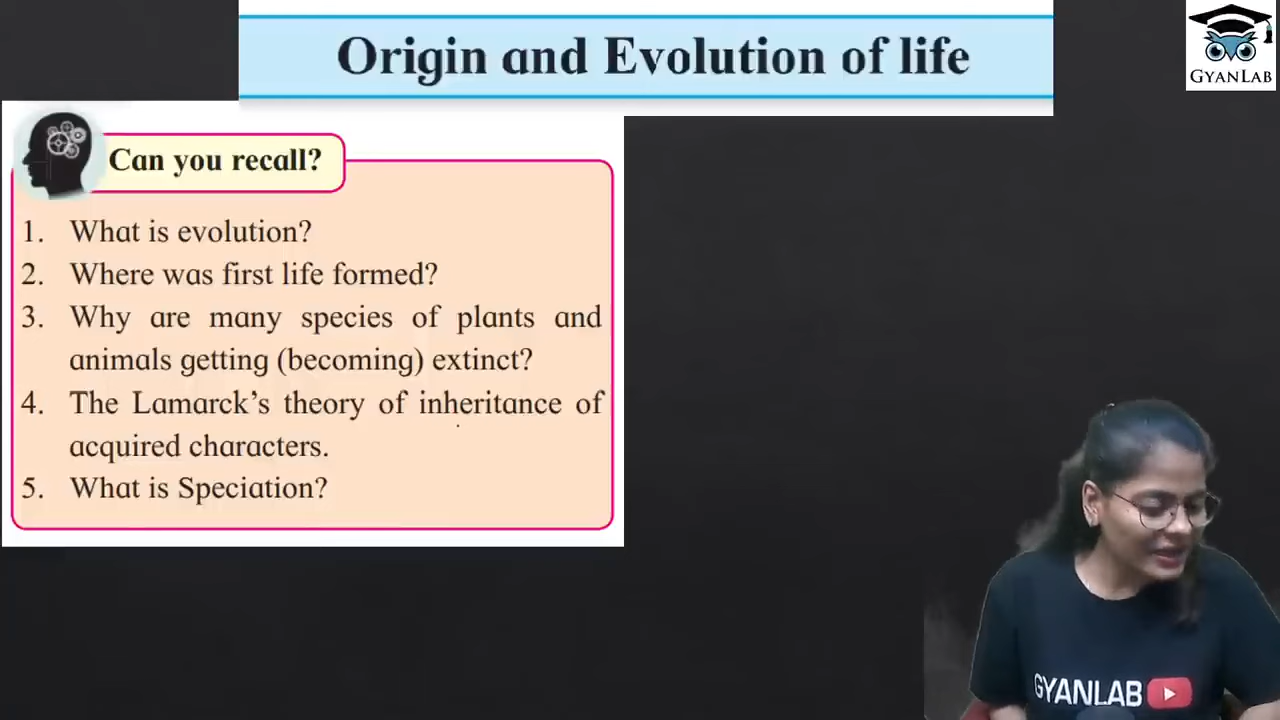 Origin and Evolution of life
GYANLAB
Can you recall?
1. What is evolution?
2. Where was first life formed?
3. Why are many species of plants and
animals getting (becoming) extinct?
4. The Lamarck's theory of inheritance of
acquired characters.
5. What is Speciation?
GYANLAB